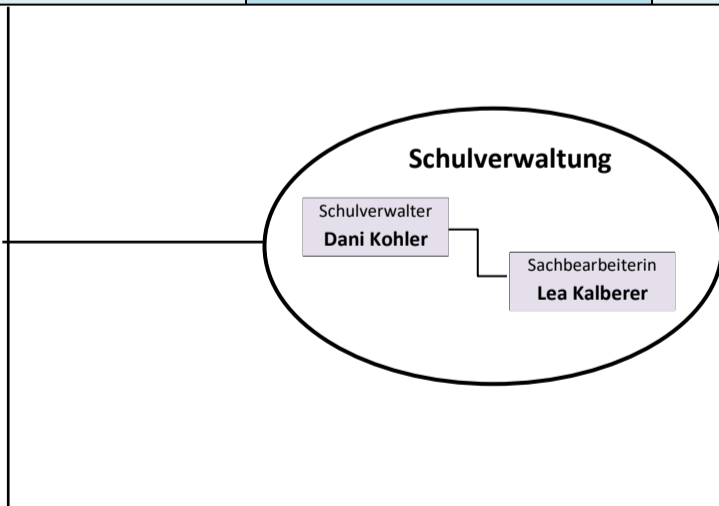 Schulverwaltung
Schulverwalter
Dani Kohler
Sachbearbeiterin
Lea Kalberer